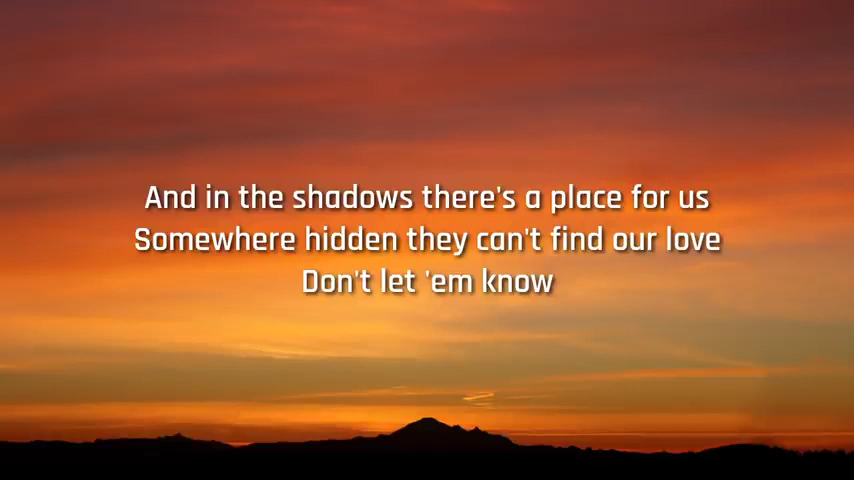 And in the shadows there's a place for us
Somewhere hidden they can't find our love
Don't let 'em know